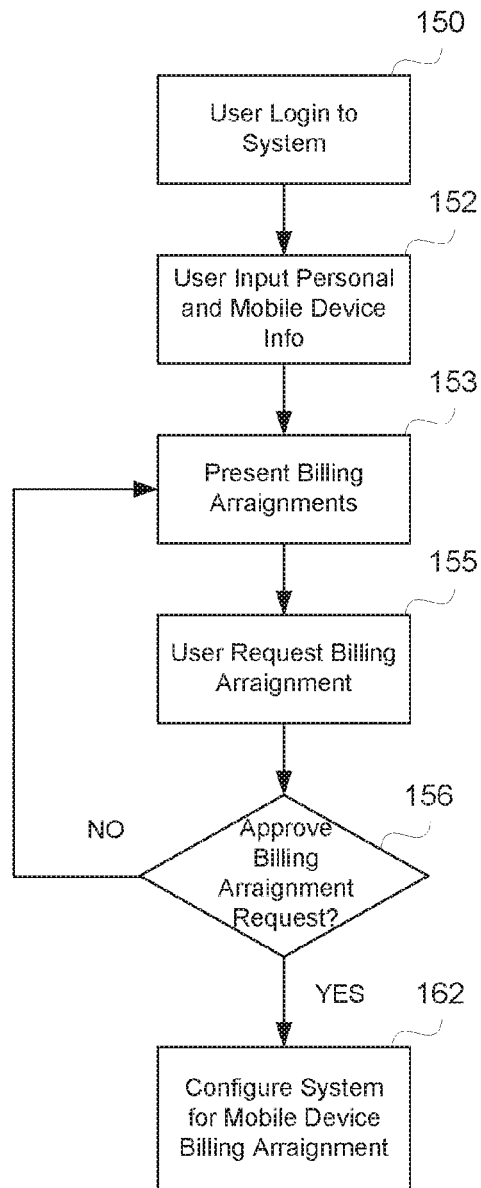 150
User Login to
System
152
User Input Personal
and Mobile Device
Info
153
Present Billing
Arraignments
155
User Request Billing
Arraignment
156
NO
Approve
Billing
Arraignment
Request?
YES
162
Configure System
for Mobile Device
Billing Arraignment